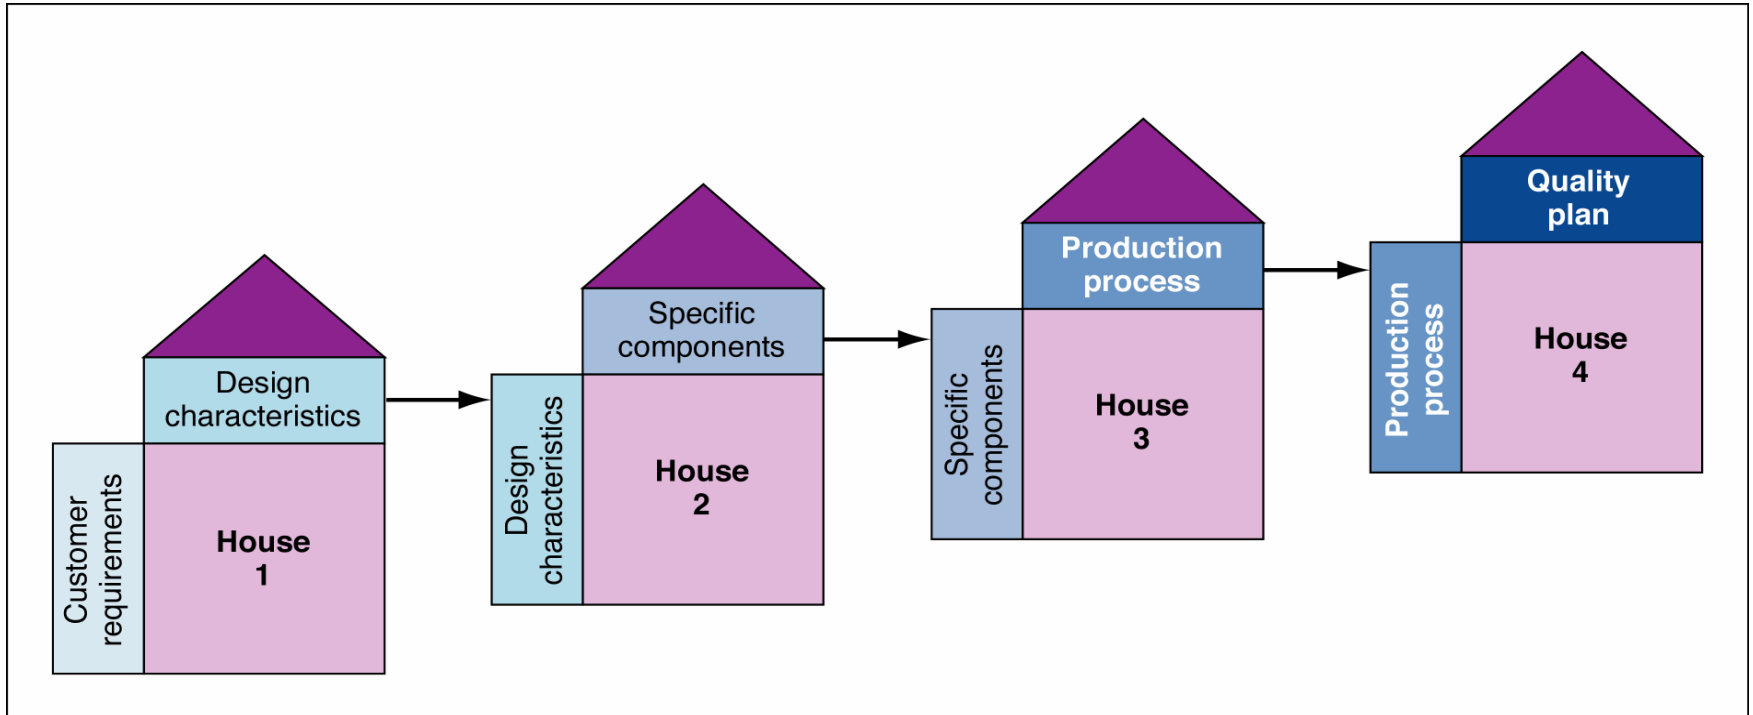 Design
characteristics
Customer
requirements
House
1
Specific
components
Design
characteristics
House
2
Production
process
Specific
components
House
3
Quality
plan
Production
process
House
4